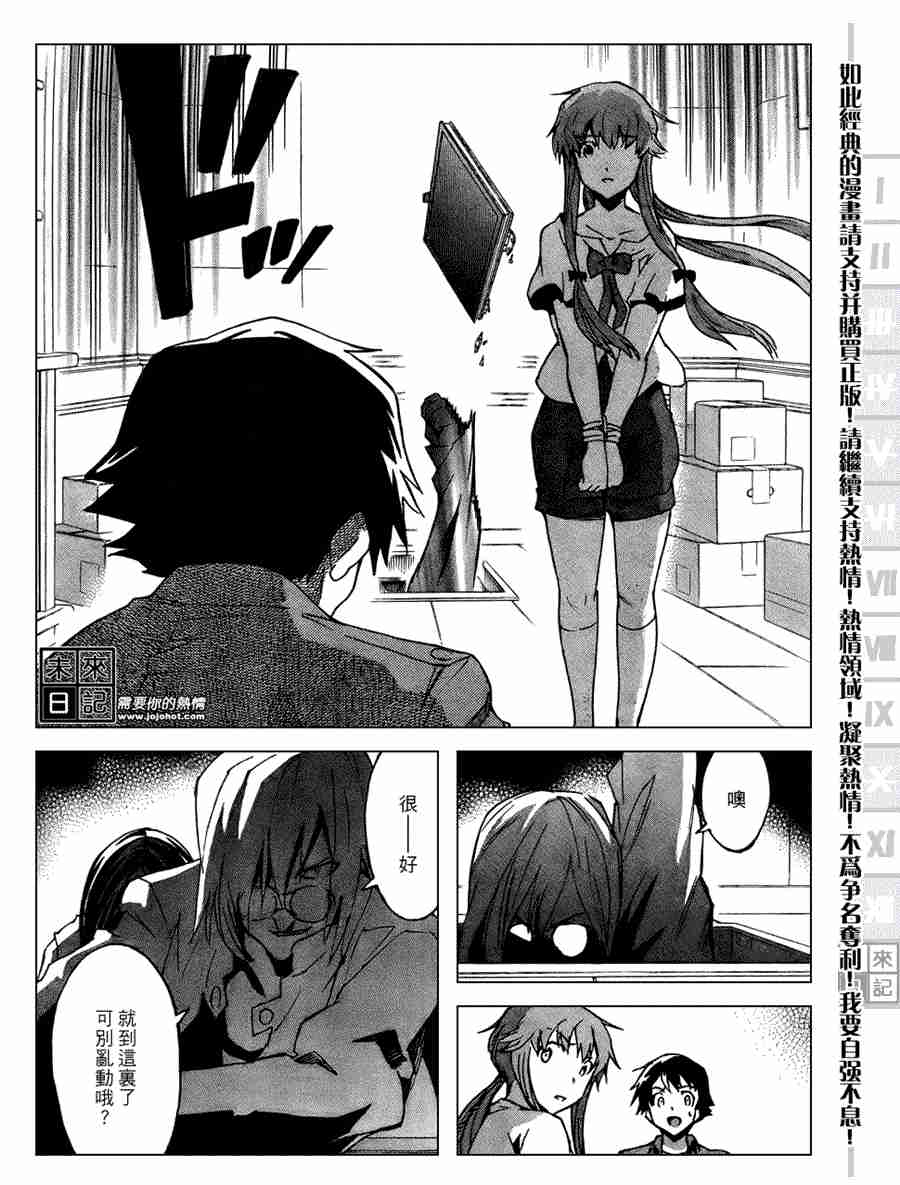 ドドド
未來
日記
需要你的熱情
www.jojohot.com
噢
很——好
就到這裏了
可別亂動哦？
如此經典的漫畫請支持并購買正版！請繼續支持熱情！熱情領域！凝聚熱情！不爲争名奪利！我要自强不息！
I
II
III
IV
V
VI
VII
VIII
IX
X
XI
來
記